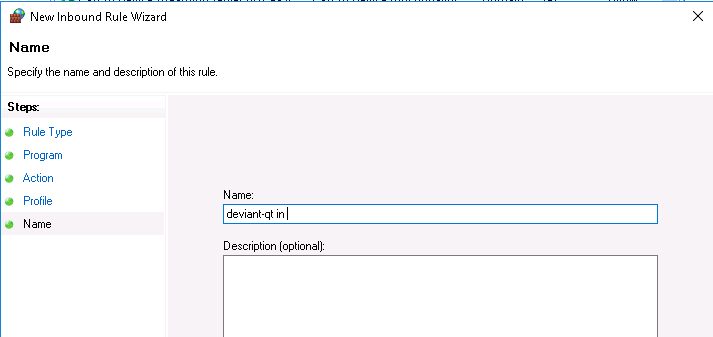 New Inbound Rule Wizard
Name
Specify the name and description of this rule.
Steps:
Rule Type
Program
Action
Profile
Name
Name:
deviant-qt in
Description (optional):